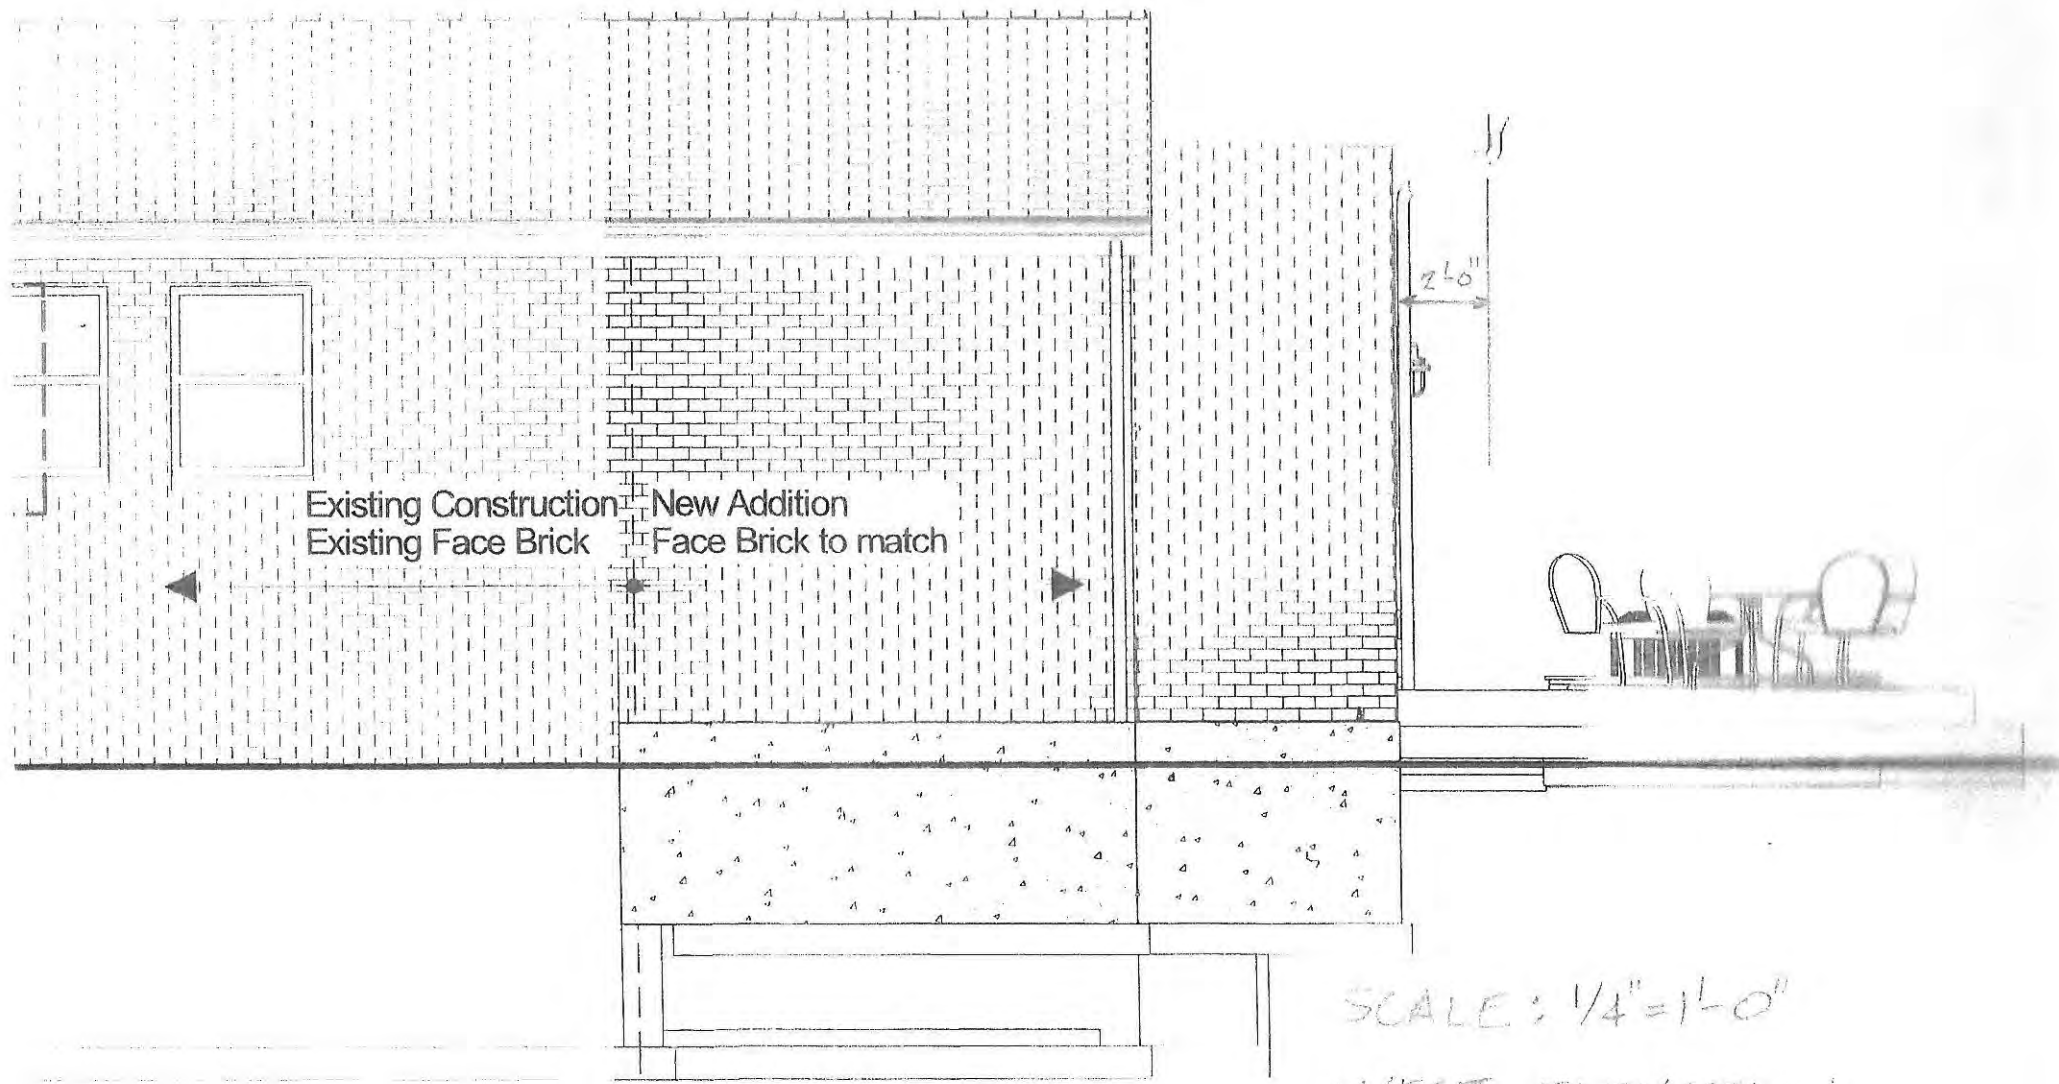 2'-0"
Existing Construction
Existing Face Brick
New Addition
Face Brick to match
SCALE : 1/4" = 1'-0"